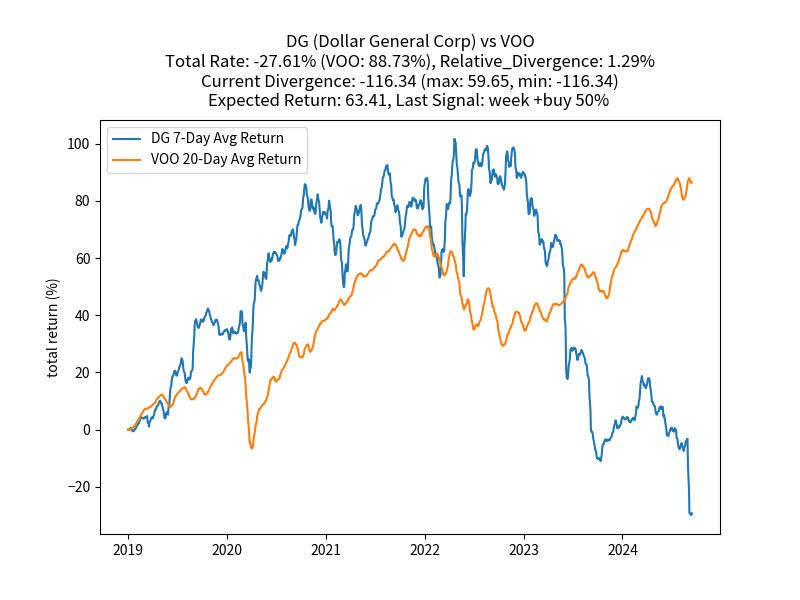 DG (Dollar General Corp) vs VOO
Total Rate: -27.61% (VOO: 88.73%), Relative_Divergence: 1.29%
Current Divergence: -116.34 (max: 59.65, min: -116.34)
Expected Return: 63.41, Last Signal: week +buy 50%
DG 7-Day Avg Return
VOO 20-Day Avg Return
total return (%)
100
80
60
40
20
0
−20
2019
2020
2021
2022
2023
2024